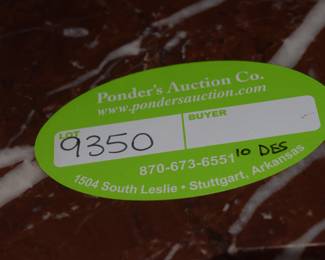 Ponder's Auction Co.
www.pondersauction.com
LOT
BUYER
9350
870-673-6551 10 DES
1504 South Leslie • Stuttgart, Arkansas